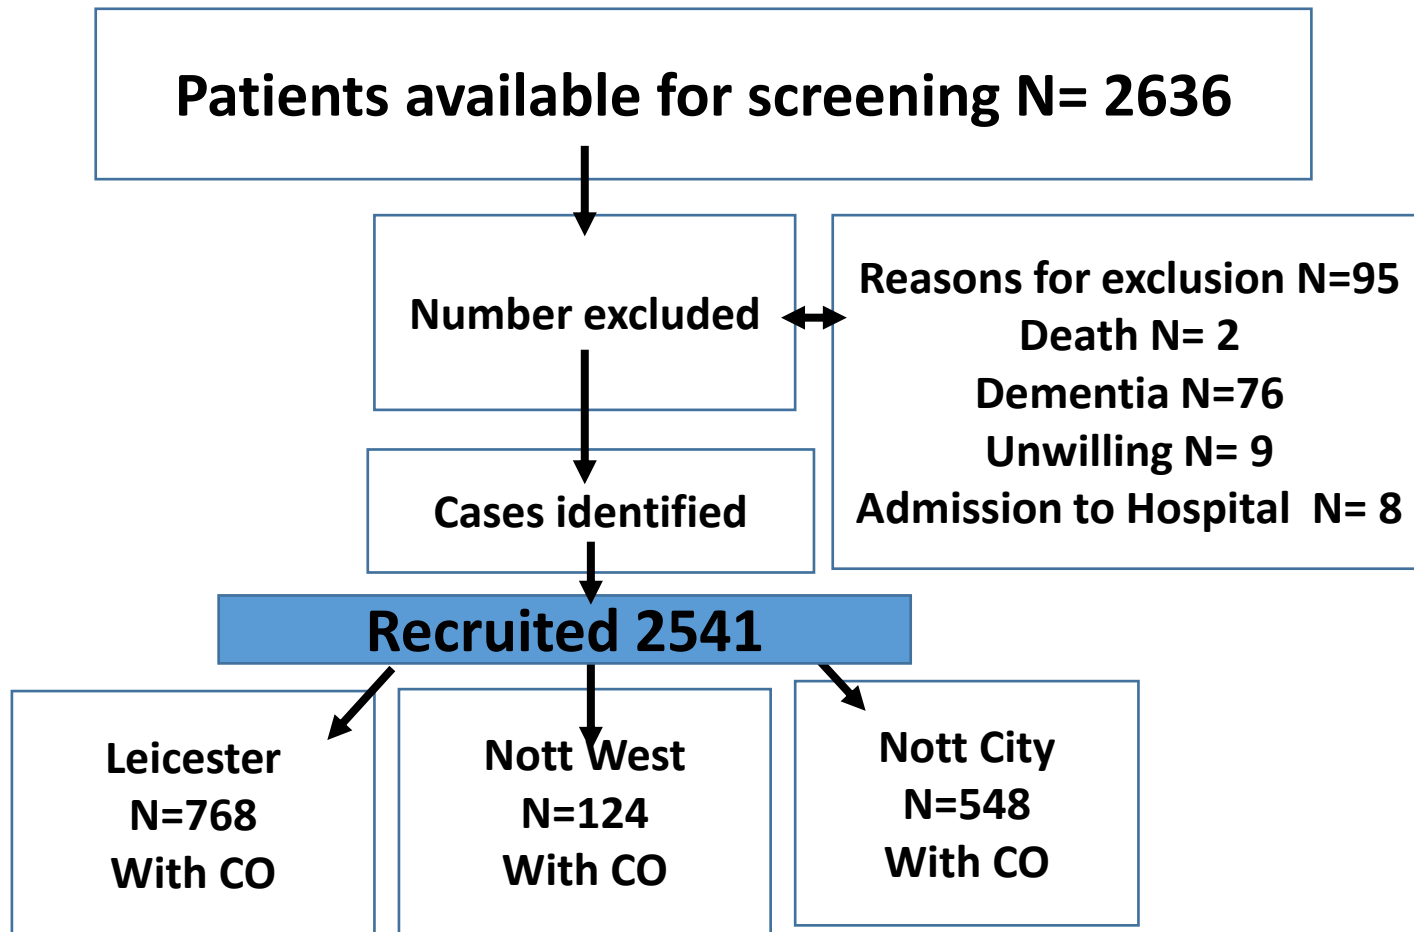 Patients available for screening N= 2636
Number excluded
Reasons for exclusion N=95
Death N= 2
Dementia N=76
Unwilling N= 9
Admission to Hospital  N= 8
Cases identified
Recruited 2541
Leicester
N=768
With CO
Nott West
N=124
With CO
Nott City
N=548
With CO